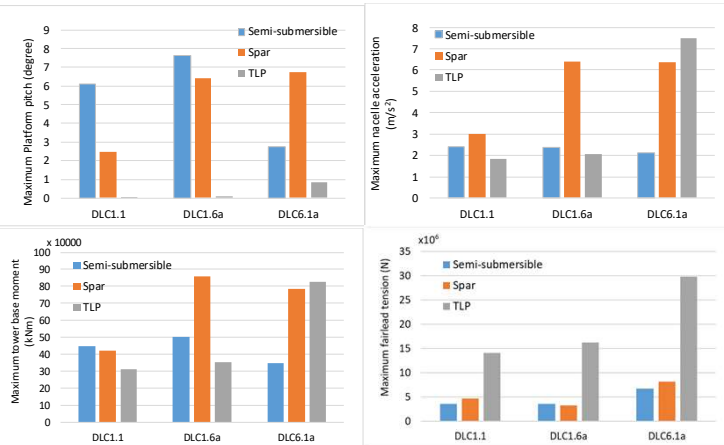 Maximum Platform pitch (degree)
9
8
7
6
5
4
3
2
1
0
Semi-submersible
Spar
TLP
DLC1.1 DLC1.6a DLC6.1a
Maximum nacelle acceleration
(m/s²)
8
7
6
5
4
3
2
1
0
Semi-submersible
Spar
TLP
DLC1.1 DLC1.6a DLC6.1a
x 10000
Maximum tower base moment
(kNm)
100
90
80
70
60
50
40
30
20
10
0
Semi-submersible
Spar
TLP
DLC1.1 DLC1.6a DLC6.1a
x10⁶
Maximum fairlead tension (N)
35
30
25
20
15
10
5
0
Semi-submersible
Spar
TLP
DLC1.1 DLC1.6a DLC6.1a